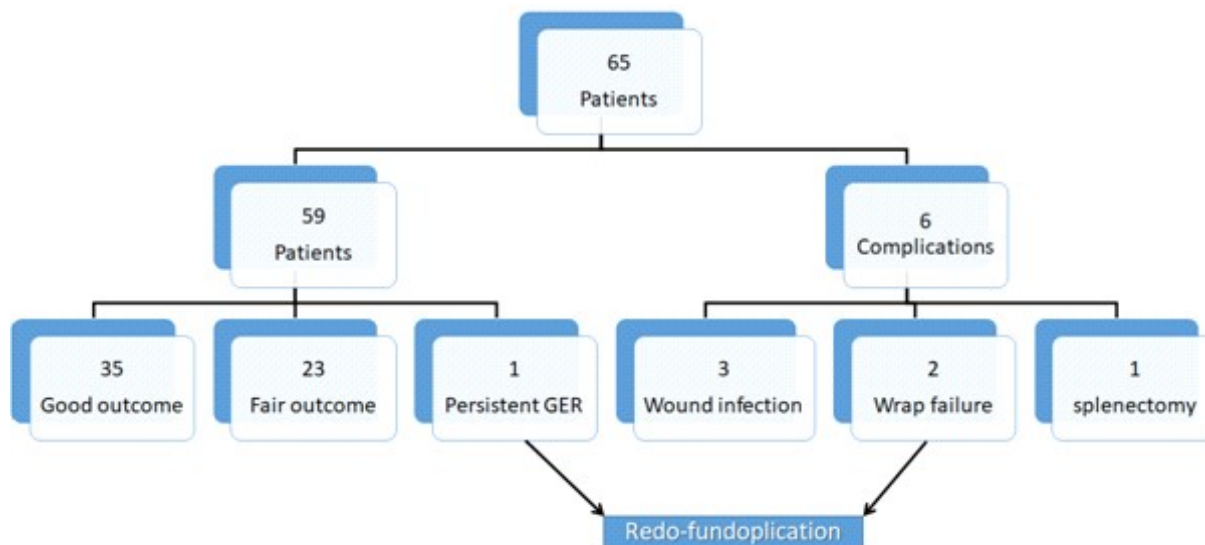 65
Patients
59
Patients
6
Complications
35
Good outcome
23
Fair outcome
1
Persistent GER
3
Wound infection
2
Wrap failure
1
splenectomy
Redo-fundoplication